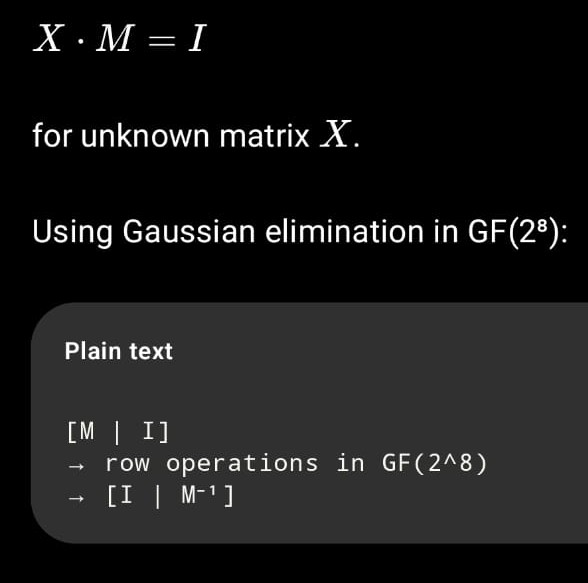 X · M = I
for unknown matrix X.
Using Gaussian elimination in GF(2⁸):
Plain text
[M | I]
→ row operations in GF(2^8)
→ [I | M⁻¹]